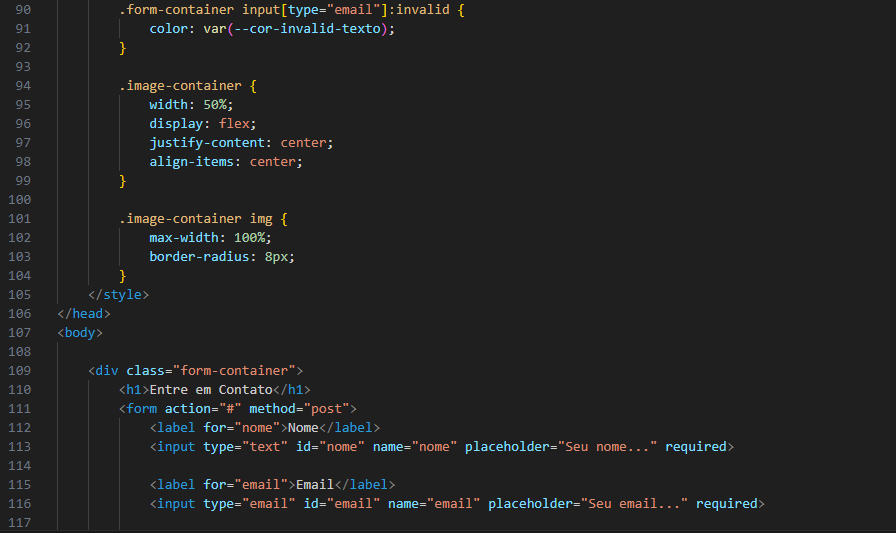 90 .form-container input[type="email"]:invalid {
91 color: var(--cor-invalid-texto);
92 }
93
94 .image-container {
95 width: 50%;
96 display: flex;
97 justify-content: center;
98 align-items: center;
99 }
100
101 .image-container img {
102 max-width: 100%;
103 border-radius: 8px;
104 }
105 </style>
106 </head>
107 <body>
108
109 <div class="form-container">
110 <h1>Entre em Contato</h1>
111 <form action="#" method="post">
112 <label for="nome">Nome</label>
113 <input type="text" id="nome" name="nome" placeholder="Seu nome..." required>
114
115 <label for="email">Email</label>
116 <input type="email" id="email" name="email" placeholder="Seu email..." required>
117